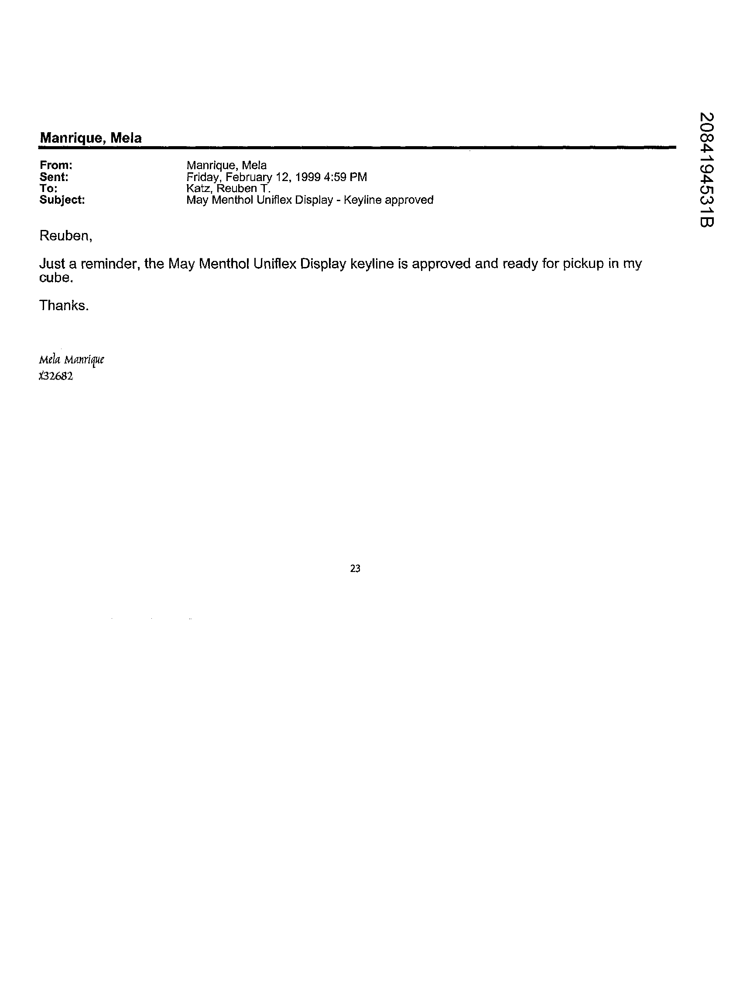 Manrique, Mela
From: Manrique, Mela
Sent: Friday, February 12, 1999 4:59 PM
To: Katz, Reuben T.
Subject: May Menthol Uniflex Display - Keyline approved
Reuben,
Just a reminder, the May Menthol Uniflex Display keyline is approved and ready for pickup in my
cube.
Thanks.
Mela Manrique
x32682
23
2084194531B